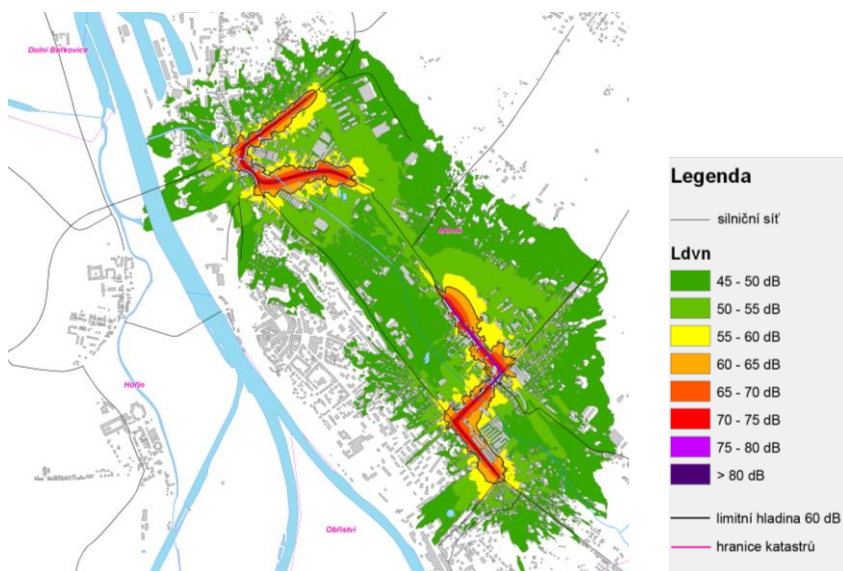 Dolní Beřkovice
Mělník
Hořín
Obříství
Legenda
silniční síť
Ldvn
45 - 50 dB
50 - 55 dB
55 - 60 dB
60 - 65 dB
65 - 70 dB
70 - 75 dB
75 - 80 dB
> 80 dB
limitní hladina 60 dB
hranice katastrů